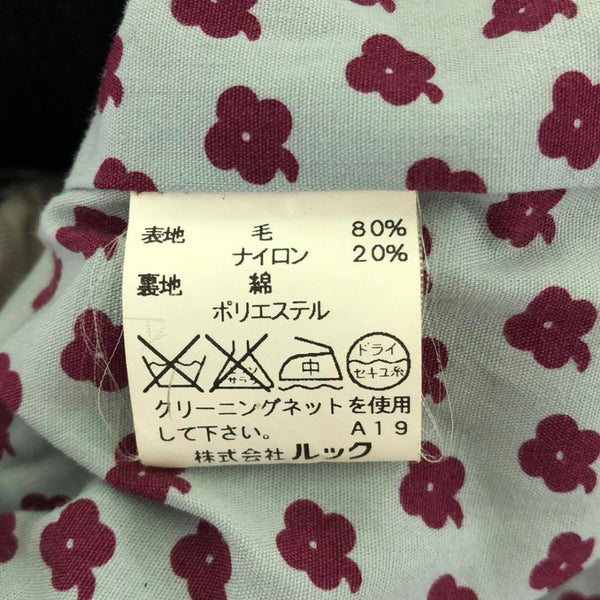 表地 毛 80%
ナイロン 20%
裏地 綿
ポリエステル
サラシ 中 ドライ
セキユ系
クリーニングネットを使用
して下さい。 A19
株式会社 ルック